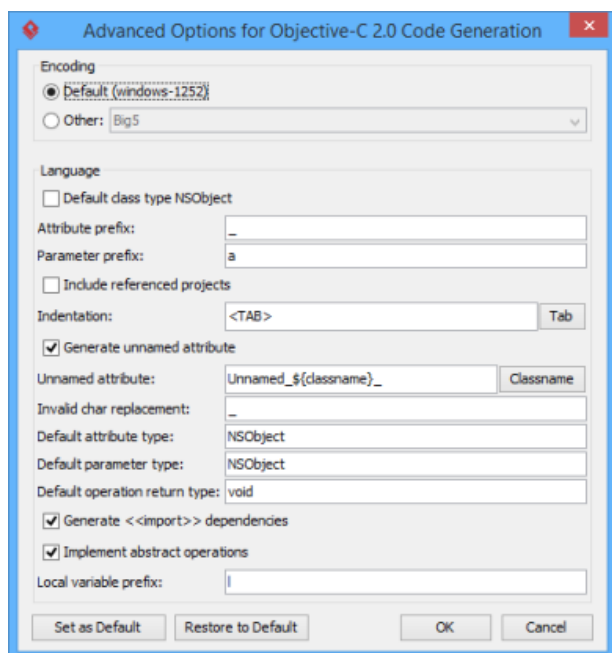 Advanced Options for Objective-C 2.0 Code Generation
Encoding
Default (windows-1252)
Other: Big5
Language
Default class type NSObject
Attribute prefix: _
Parameter prefix: a
Include referenced projects
Indentation: <TAB> Tab
Generate unnamed attribute
Unnamed attribute: Unnamed_${classname}_ Classname
Invalid char replacement: _
Default attribute type: NSObject
Default parameter type: NSObject
Default operation return type: void
Generate <<import>> dependencies
Implement abstract operations
Local variable prefix: l
Set as Default Restore to Default OK Cancel